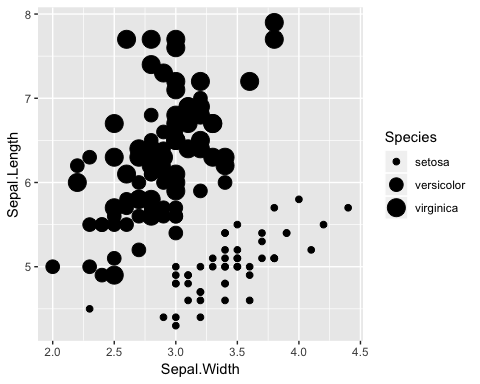 8
7
6
5
Sepal.Length
2.0 2.5 3.0 3.5 4.0 4.5
Sepal.Width
Species
setosa
versicolor
virginica